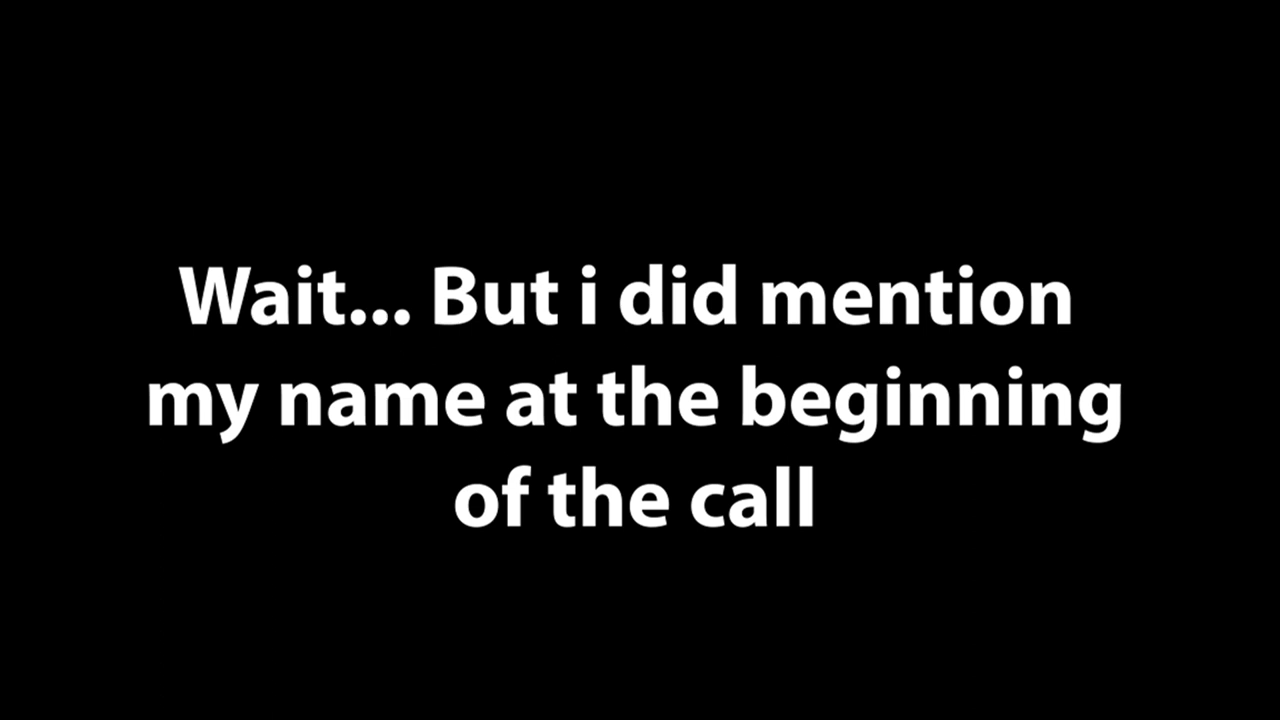 Wait... But i did mention
my name at the beginning
of the call